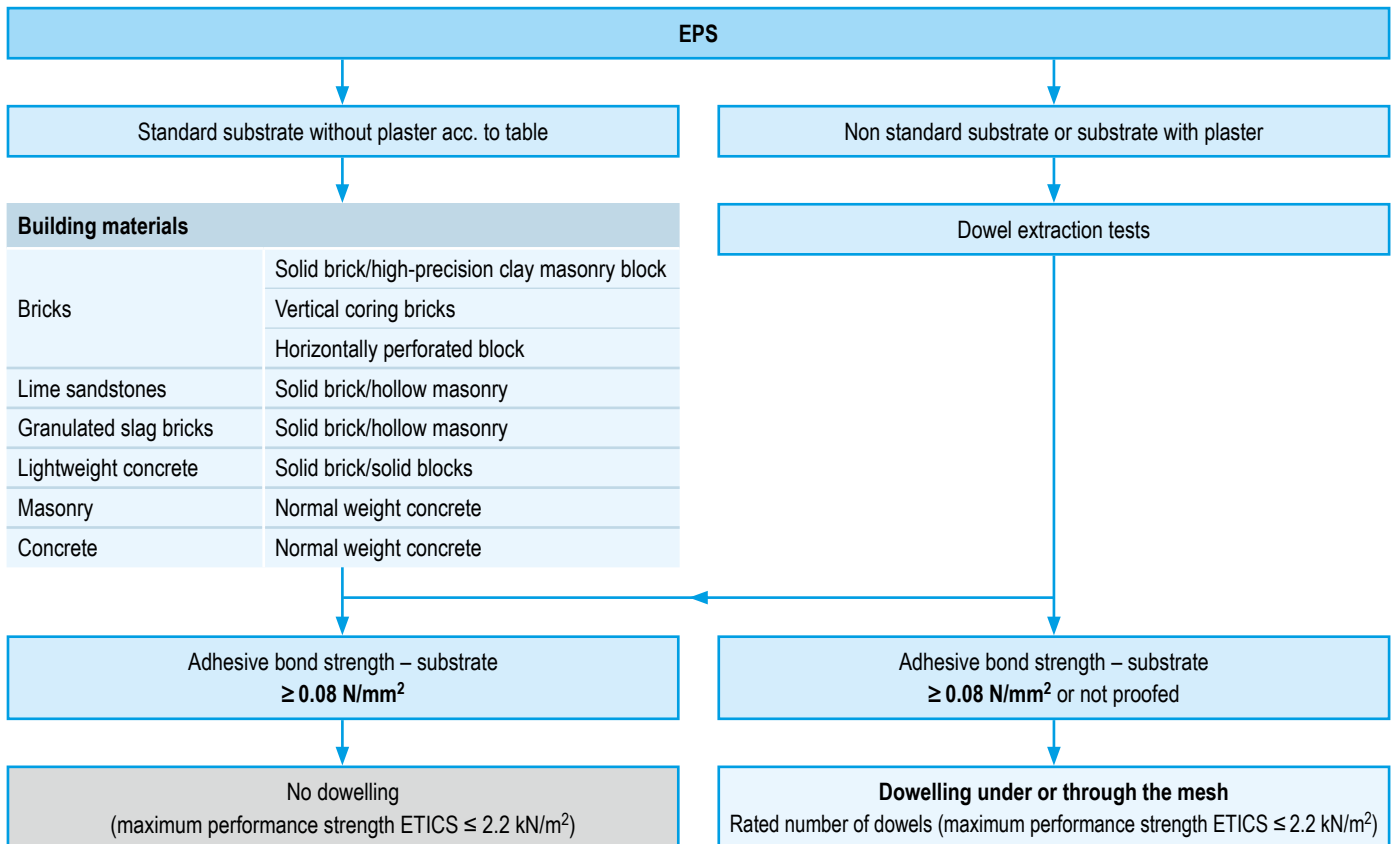 EPS
Standard substrate without plaster acc. to table
Non standard substrate or substrate with plaster
Building materials
Dowel extraction tests
Bricks
Solid brick/high-precision clay masonry block
Vertical coring bricks
Horizontally perforated block
Lime sandstones
Solid brick/hollow masonry
Granulated slag bricks
Solid brick/hollow masonry
Lightweight concrete
Solid brick/solid blocks
Masonry
Normal weight concrete
Concrete
Normal weight concrete
Adhesive bond strength – substrate
≥ 0.08 N/mm²
Adhesive bond strength – substrate
≥ 0.08 N/mm² or not proofed
No dowelling
(maximum performance strength ETICS ≤ 2.2 kN/m²)
Dowelling under or through the mesh
Rated number of dowels (maximum performance strength ETICS ≤ 2.2 kN/m²)